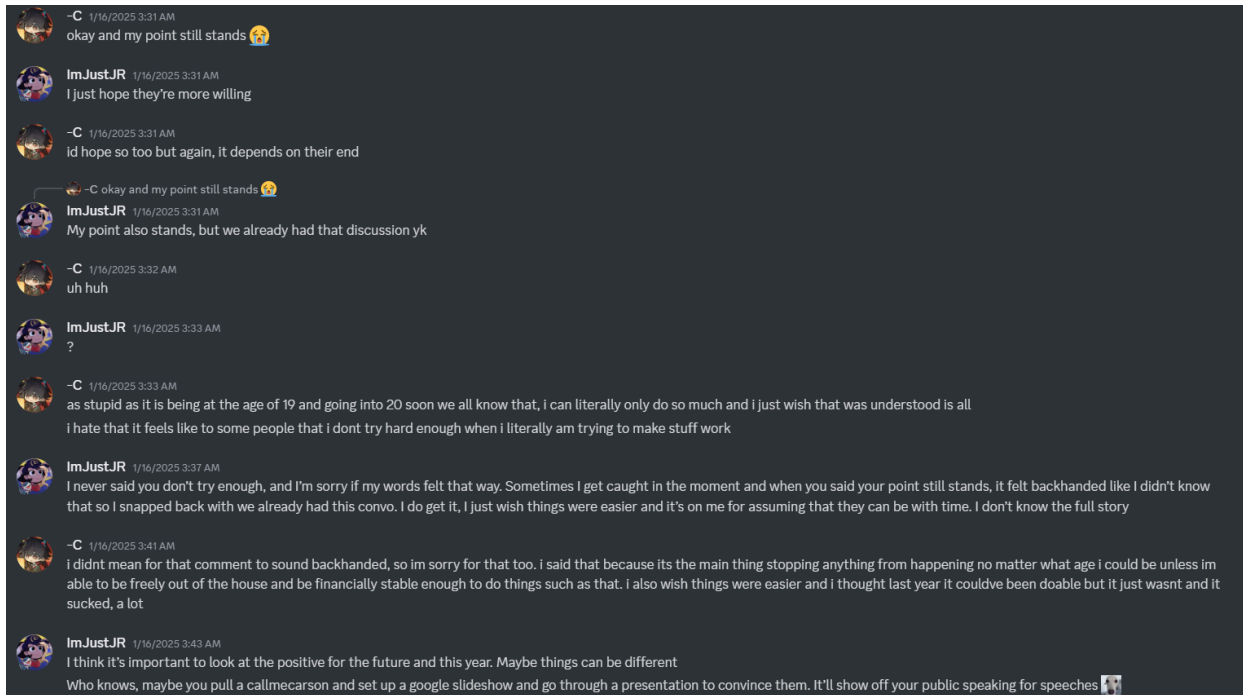 -C 1/16/2025 3:31 AM
okay and my point still stands 😭
ImJustJR 1/16/2025 3:31 AM
I just hope they're more willing
-C 1/16/2025 3:31 AM
id hope so too but again, it depends on their end
-C okay and my point still stands 😭
ImJustJR 1/16/2025 3:31 AM
My point also stands, but we already had that discussion yk
-C 1/16/2025 3:32 AM
uh huh
ImJustJR 1/16/2025 3:33 AM
?
-C 1/16/2025 3:33 AM
as stupid as it is being at the age of 19 and going into 20 soon we all know that, i can literally only do so much and i just wish that was understood is all
i hate that it feels like to some people that i dont try hard enough when i literally am trying to make stuff work
ImJustJR 1/16/2025 3:37 AM
I never said you don't try enough, and I'm sorry if my words felt that way. Sometimes I get caught in the moment and when you said your point still stands, it felt backhanded like I didn't know
that so I snapped back with we already had this convo. I do get it, I just wish things were easier and it's on me for assuming that they can be with time. I don't know the full story
-C 1/16/2025 3:41 AM
i didnt mean for that comment to sound backhanded, so im sorry for that too. i said that because its the main thing stopping anything from happening no matter what age i could be unless im
able to be freely out of the house and be financially stable enough to do things such as that. i also wish things were easier and i thought last year it couldve been doable but it just wasnt and it
sucked, a lot
ImJustJR 1/16/2025 3:43 AM
I think it's important to look at the positive for the future and this year. Maybe things can be different
Who knows, maybe you pull a callmecarson and set up a google slideshow and go through a presentation to convince them. It'll show off your public speaking for speeches